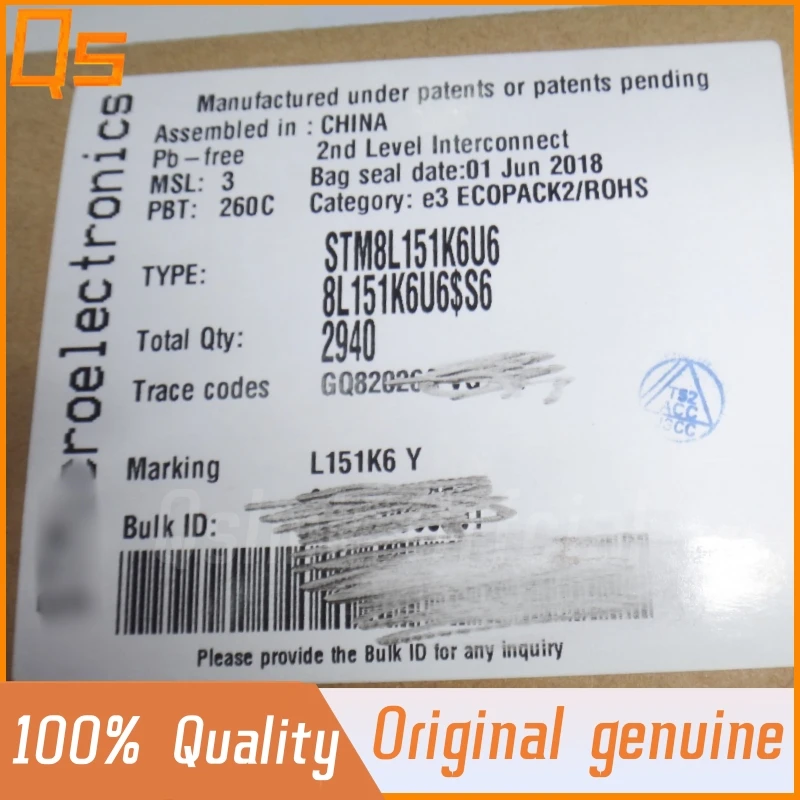 Qs
roelectronics
Manufactured under patents or patents pending
Assembled in : CHINA
Pb-free 2nd Level Interconnect
MSL: 3 Bag seal date:01 Jun 2018
PBT: 260C Category: e3 ECOPACK2/ROHS
TYPE: STM8L151K6U6
8L151K6U6$S6
Total Qty: 2940
Trace codes
Marking L151K6 Y
Bulk ID:
TS2
ACC
Please provide the Bulk ID for any inquiry
100% Quality Original genuine